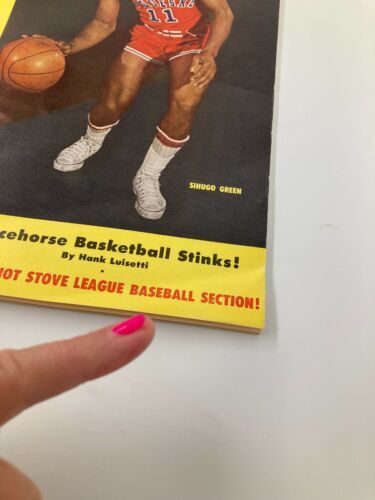 11
SIHUGO GREEN
cehorse Basketball Stinks!
By Hank Luisetti
HOT STOVE LEAGUE BASEBALL SECTION!